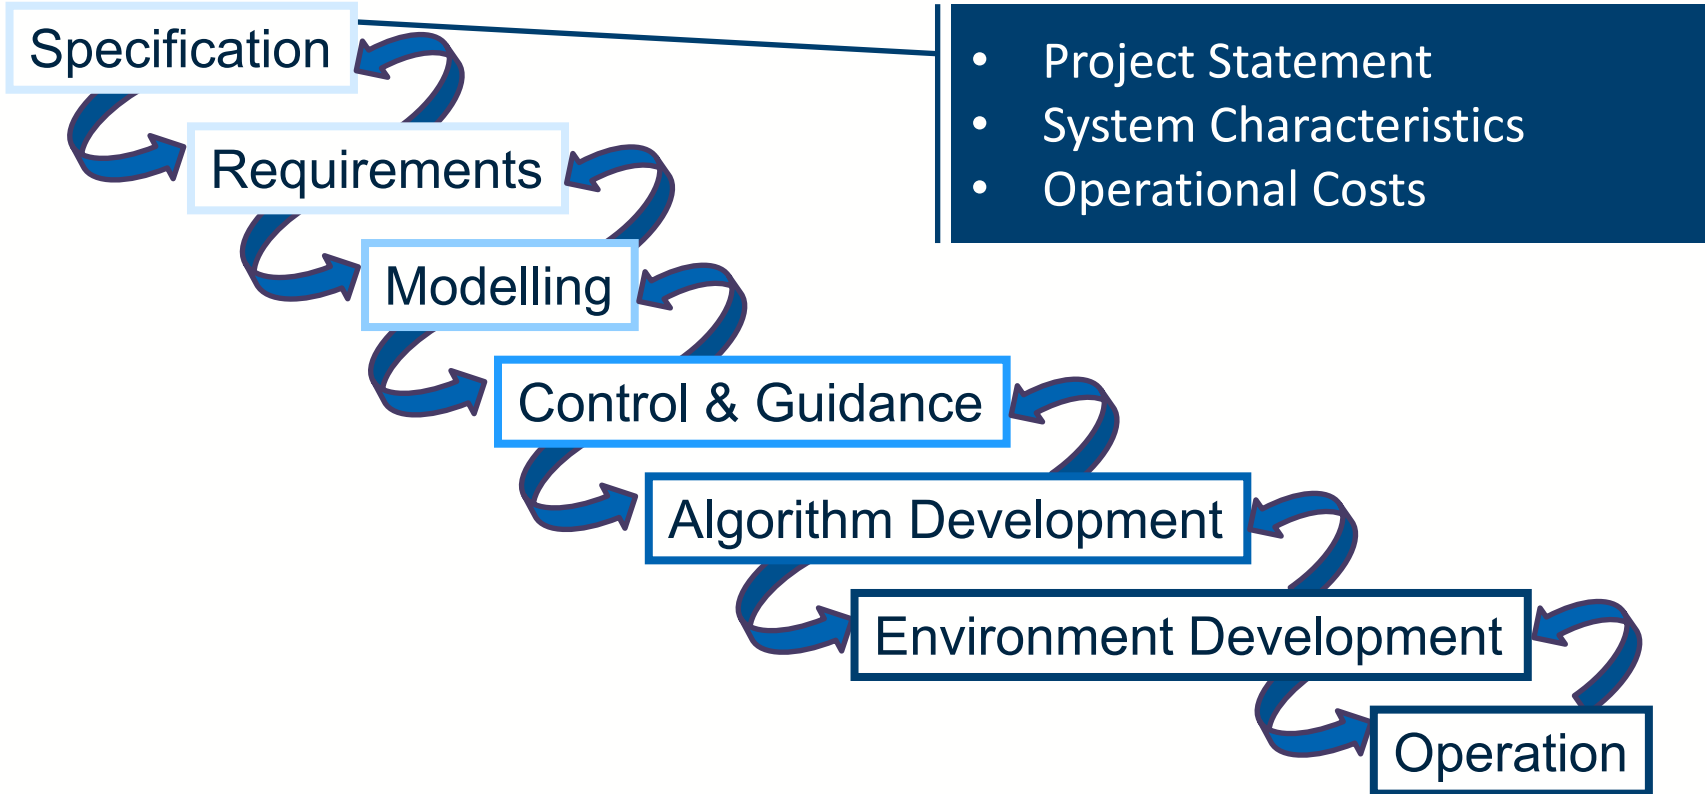 Specification
• Project Statement
• System Characteristics
• Operational Costs
Requirements
Modelling
Control & Guidance
Algorithm Development
Environment Development
Operation